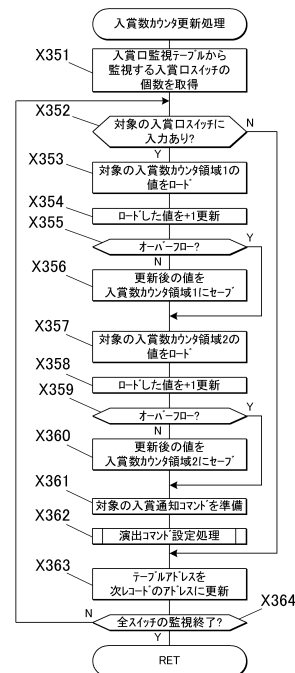 入賞数カウンタ更新処理
X351
入賞口監視テーブルから
監視する入賞口スイッチの
個数を取得
X352
対象の入賞口スイッチに
入力あり?
N
Y
X353
対象の入賞数カウンタ領域1の
値をロード
X354
ロードした値を+1更新
X355
オーバーフロー?
Y
N
X356
更新後の値を
入賞数カウンタ領域1にセーブ
X357
対象の入賞数カウンタ領域2の
値をロード
X358
ロードした値を+1更新
X359
オーバーフロー?
Y
N
X360
更新後の値を
入賞数カウンタ領域2にセーブ
X361
対象の入賞通知コマンドを準備
X362
演出コマンド設定処理
X363
テーブルアドレスを
次レコードのアドレスに更新
X364
N
全スイッチの監視終了?
Y
RET